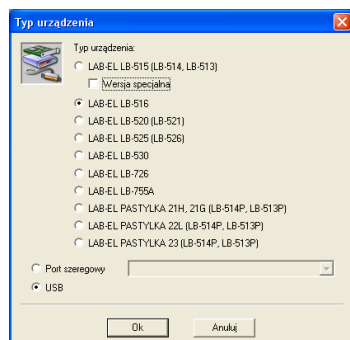 Typ urządzenia
Typ urządzenia:
LAB-EL LB-515 (LB-514, LB-513)
Wersja specjalna
LAB-EL LB-516
LAB-EL LB-520 (LB-521)
LAB-EL LB-525 (LB-526)
LAB-EL LB-530
LAB-EL LB-726
LAB-EL LB-755A
LAB-EL PASTYLKA 21H, 21G (LB-514P, LB-513P)
LAB-EL PASTYLKA 22L (LB-514P, LB-513P)
LAB-EL PASTYLKA 23 (LB-514P, LB-513P)
Port szeregowy
USB
Ok Anuluj